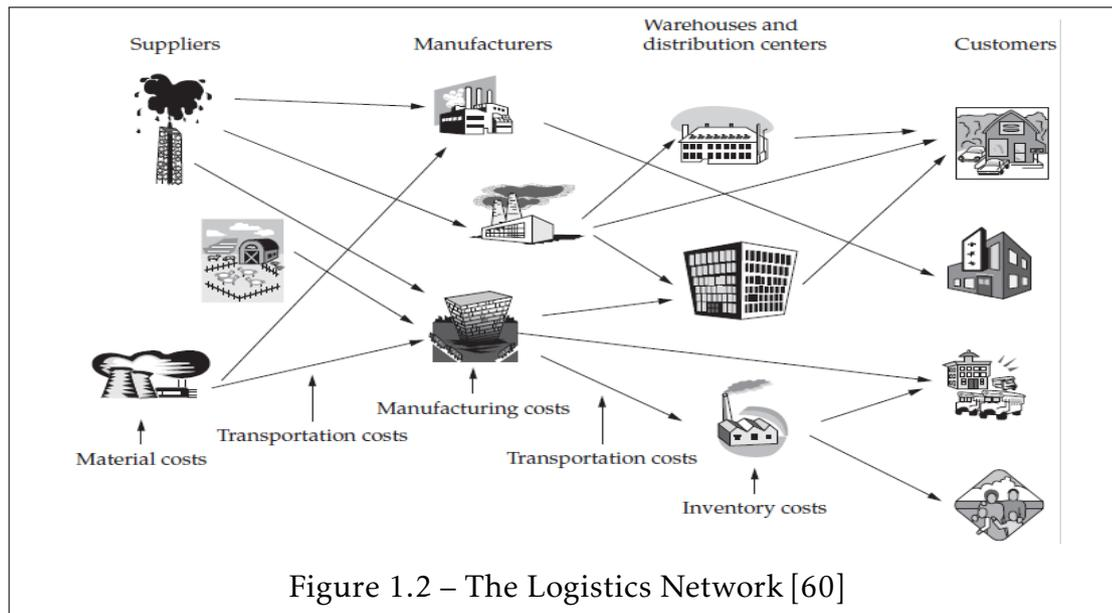 Suppliers
Manufacturers
Warehouses and
distribution centers
Customers
Manufacturing costs
Transportation costs
Material costs
Transportation costs
Inventory costs
Figure 1.2 – The Logistics Network [60]